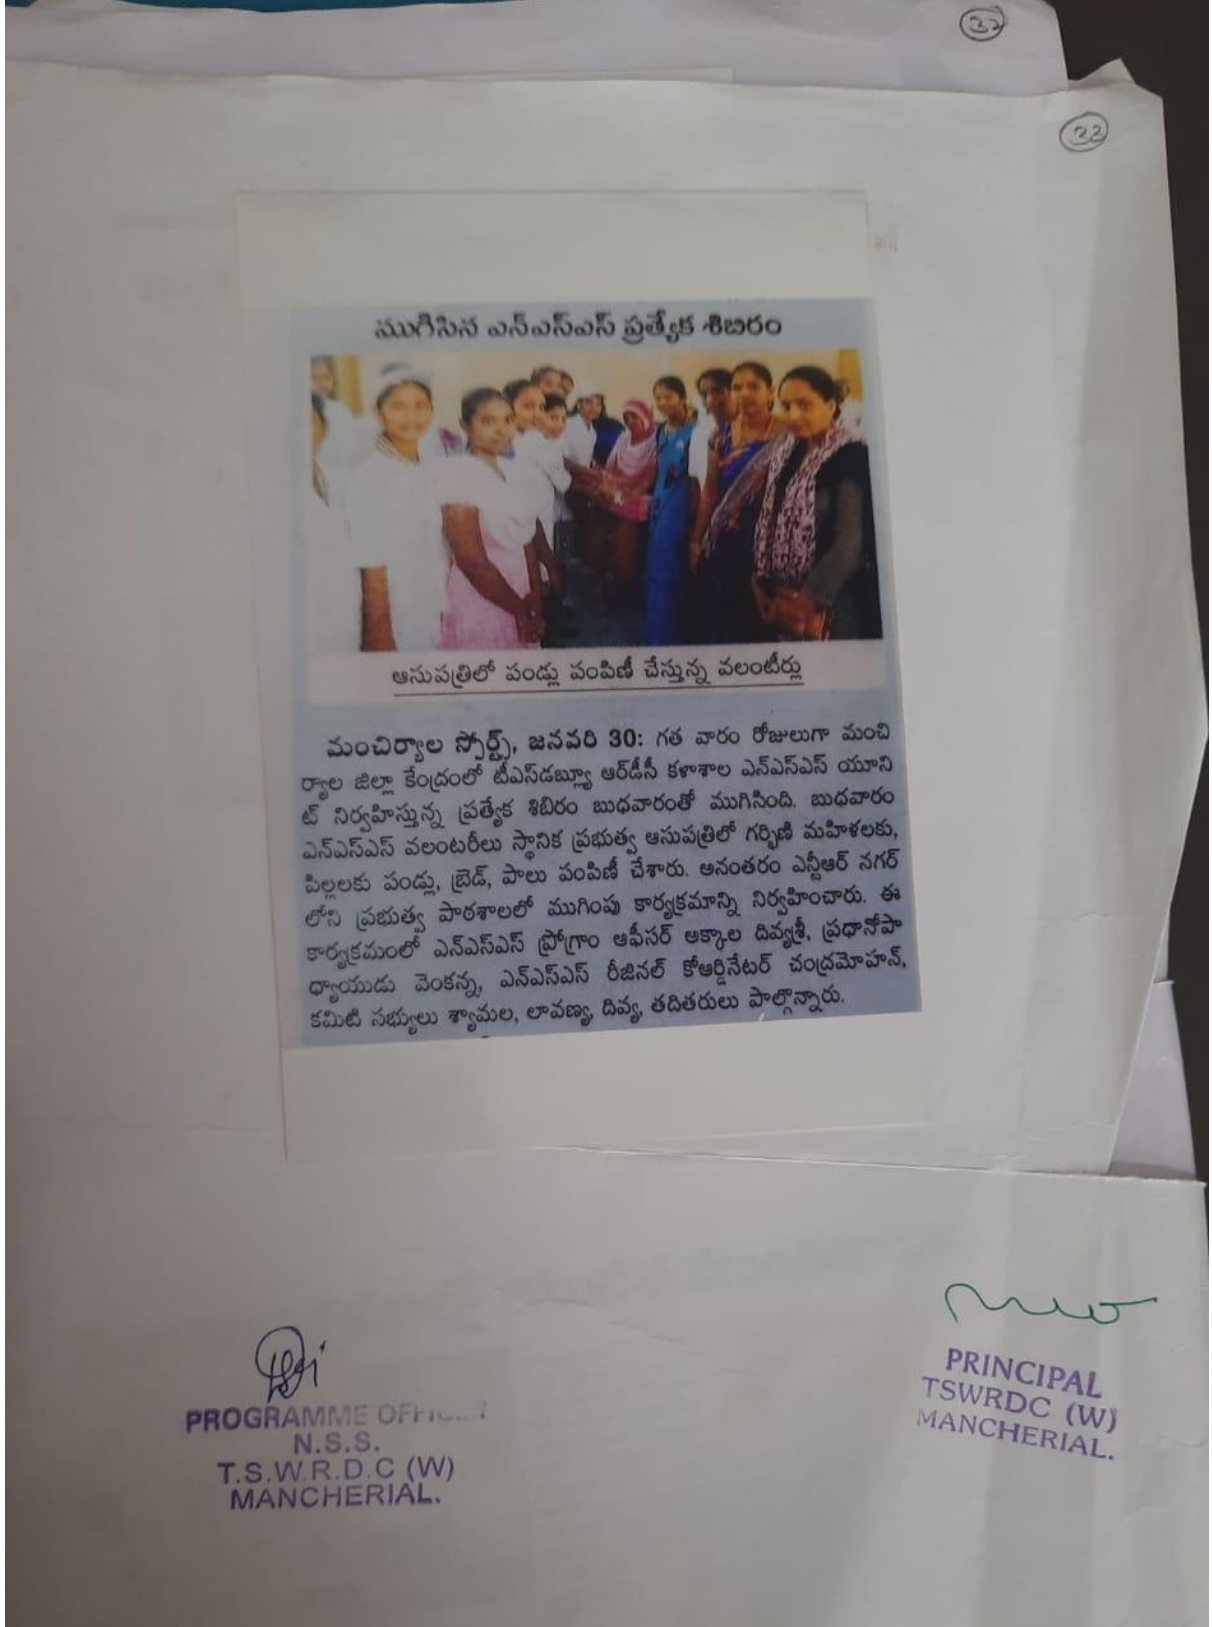 32
32
ముగిసిన ఎన్ఎస్ఎస్ ప్రత్యేక శిబిరం
ఆసుపత్రిలో పండ్లు పంపిణీ చేస్తున్న వలంటీర్లు
మంచిర్యాల స్పోర్ట్స్, జనవరి 30: గత వారం రోజులుగా మంచి
ర్యాల జిల్లా కేంద్రంలో టీఎస్‌డబ్ల్యూ ఆర్‌డీసీ కళాశాల ఎన్ఎస్ఎస్ యూని
ట్ నిర్వహిస్తున్న ప్రత్యేక శిబిరం బుధవారంతో ముగిసింది. బుధవారం
ఎన్ఎస్ఎస్ వలంటరీలు స్థానిక ప్రభుత్వ ఆసుపత్రిలో గర్భిణీ మహిళలకు,
పిల్లలకు పండ్లు, బ్రెడ్, పాలు పంపిణీ చేశారు. అనంతరం ఎన్టీఆర్ నగర్
లోని ప్రభుత్వ పాఠశాలలో ముగింపు కార్యక్రమాన్ని నిర్వహించారు. ఈ
కార్యక్రమంలో ఎన్ఎస్ఎస్ ప్రోగ్రాం ఆఫీసర్ అక్కాల దివ్యశ్రీ, ప్రధానోపా
ధ్యాయుడు వెంకన్న, ఎన్ఎస్ఎస్ రీజినల్ కోఆర్డినేటర్ చంద్రమోహన్,
కమిటి సభ్యులు శ్యామల, లావణ్య, దివ్య, తదితరులు పాల్గొన్నారు.
PROGRAMME
N.S.S.
T.S.W.R.D.C (W)
MANCHERIAL.
PRINCIPAL
TSWRDC (W)
MANCHERIAL.